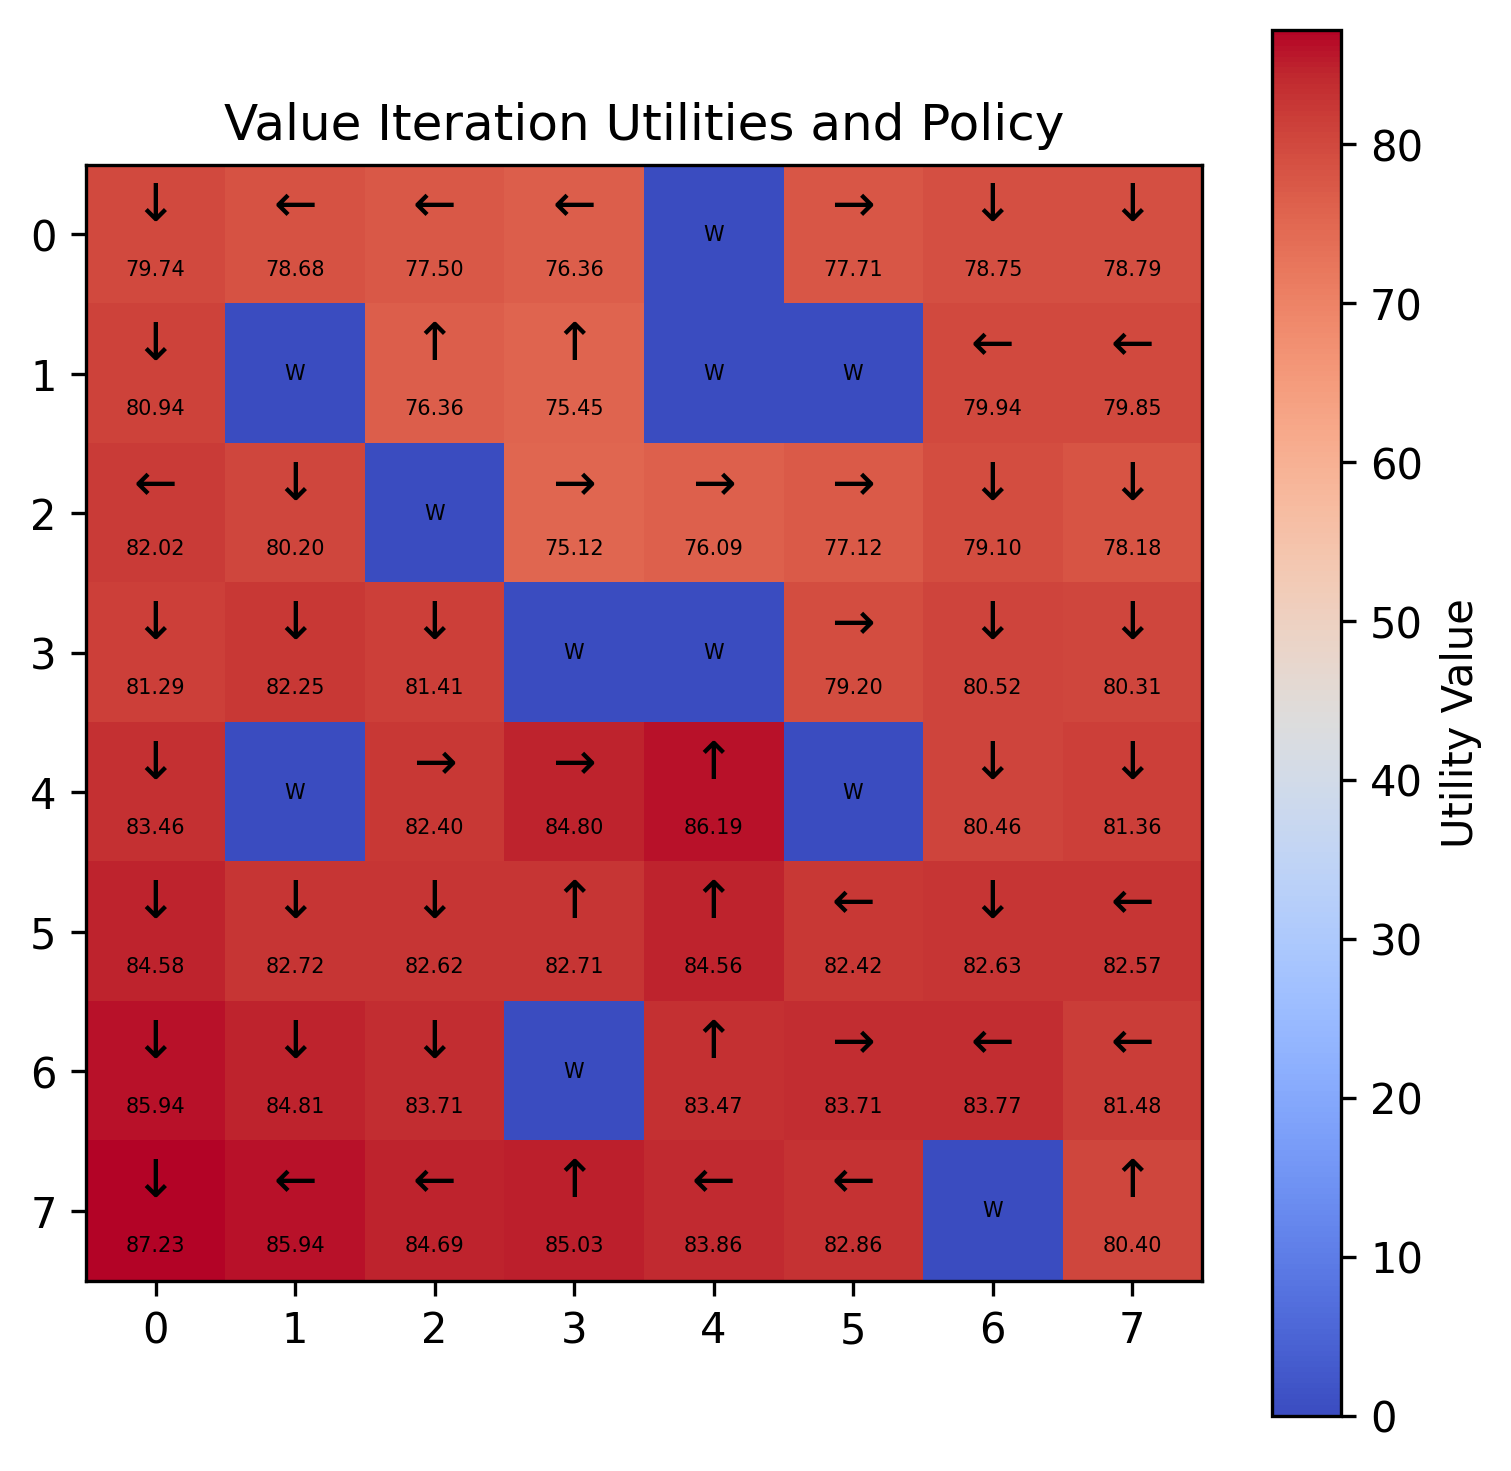 Value Iteration Utilities and Policy
0 ↓ ← ← ← W → ↓ ↓
79.74 78.68 77.50 76.36 77.71 78.75 78.79
1 ↓ W ↑ ↑ W W ← ←
80.94 76.36 75.45 79.94 79.85
2 ← ↓ W → → → ↓ ↓
82.02 80.20 75.12 76.09 77.12 79.10 78.18
3 ↓ ↓ ↓ W W → ↓ ↓
81.29 82.25 81.41 79.20 80.52 80.31
4 ↓ W → → ↑ W ↓ ↓
83.46 82.40 84.80 86.19 80.46 81.36
5 ↓ ↓ ↓ ↑ ↑ ← ↓ ←
84.58 82.72 82.62 82.71 84.56 82.42 82.63 82.57
6 ↓ ↓ ↓ W ↑ → ← ←
85.94 84.81 83.71 83.47 83.71 83.77 81.48
7 ↓ ← ← ↑ ← ← W ↑
87.23 85.94 84.69 85.03 83.86 82.86 80.40
0 1 2 3 4 5 6 7
80
70
60
50
40
30
20
10
0
Utility Value